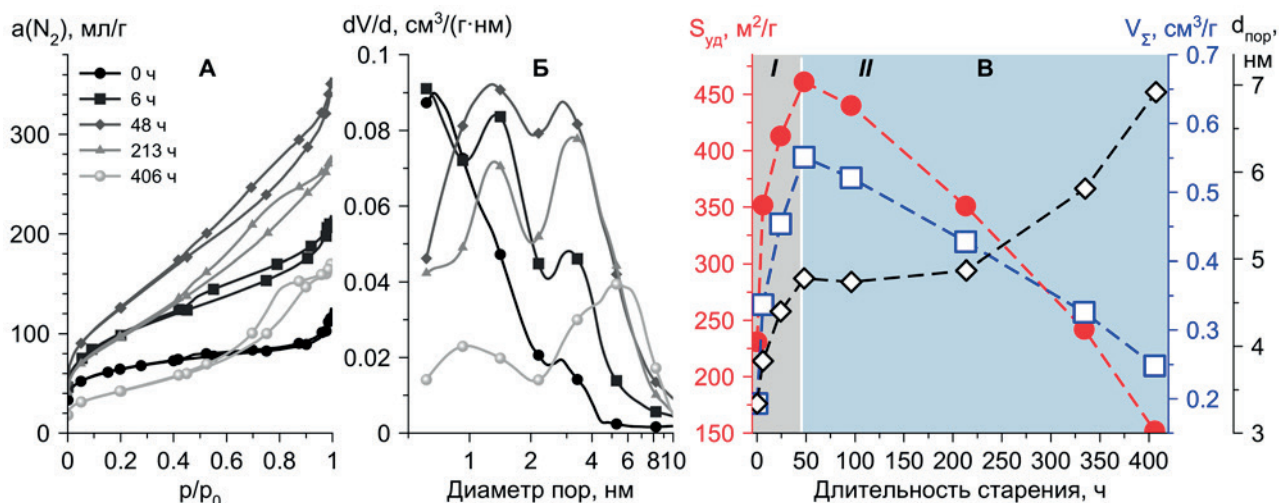 a(N₂), мл/г
А
0 ч
6 ч
48 ч
213 ч
406 ч
300
200
100
0
0 0.2 0.4 0.6 0.8 1
p/p₀
dV/d, см³/(г·нм)
Б
0.1
0.08
0.06
0.04
0.02
0
1 2 4 6 8 10
Диаметр пор, нм
S_уд, м²/г
V_Σ, см³/г
d_пор,
нм
I II В
450
400
350
300
250
200
150
0.7
0.6
0.5
0.4
0.3
0.2
7
6
5
4
3
0 50 100 150 200 250 300 350 400
Длительность старения, ч